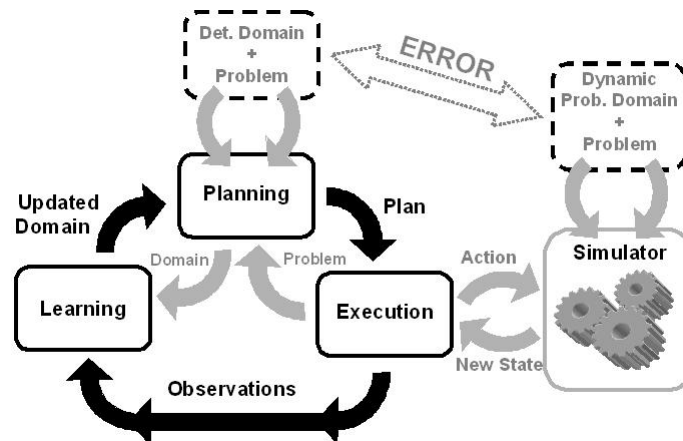 Det. Domain
+
Problem
ERROR
Dynamic
Prob. Domain
+
Problem
Planning
Updated
Domain
Plan
Domain
Problem
Action
Simulator
Learning
Execution
New State
Observations